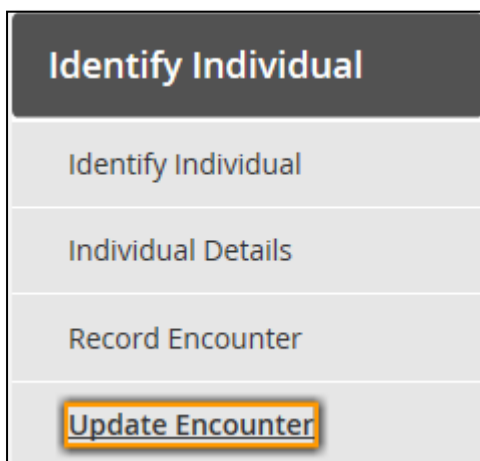 Identify Individual
Identify Individual
Individual Details
Record Encounter
Update Encounter